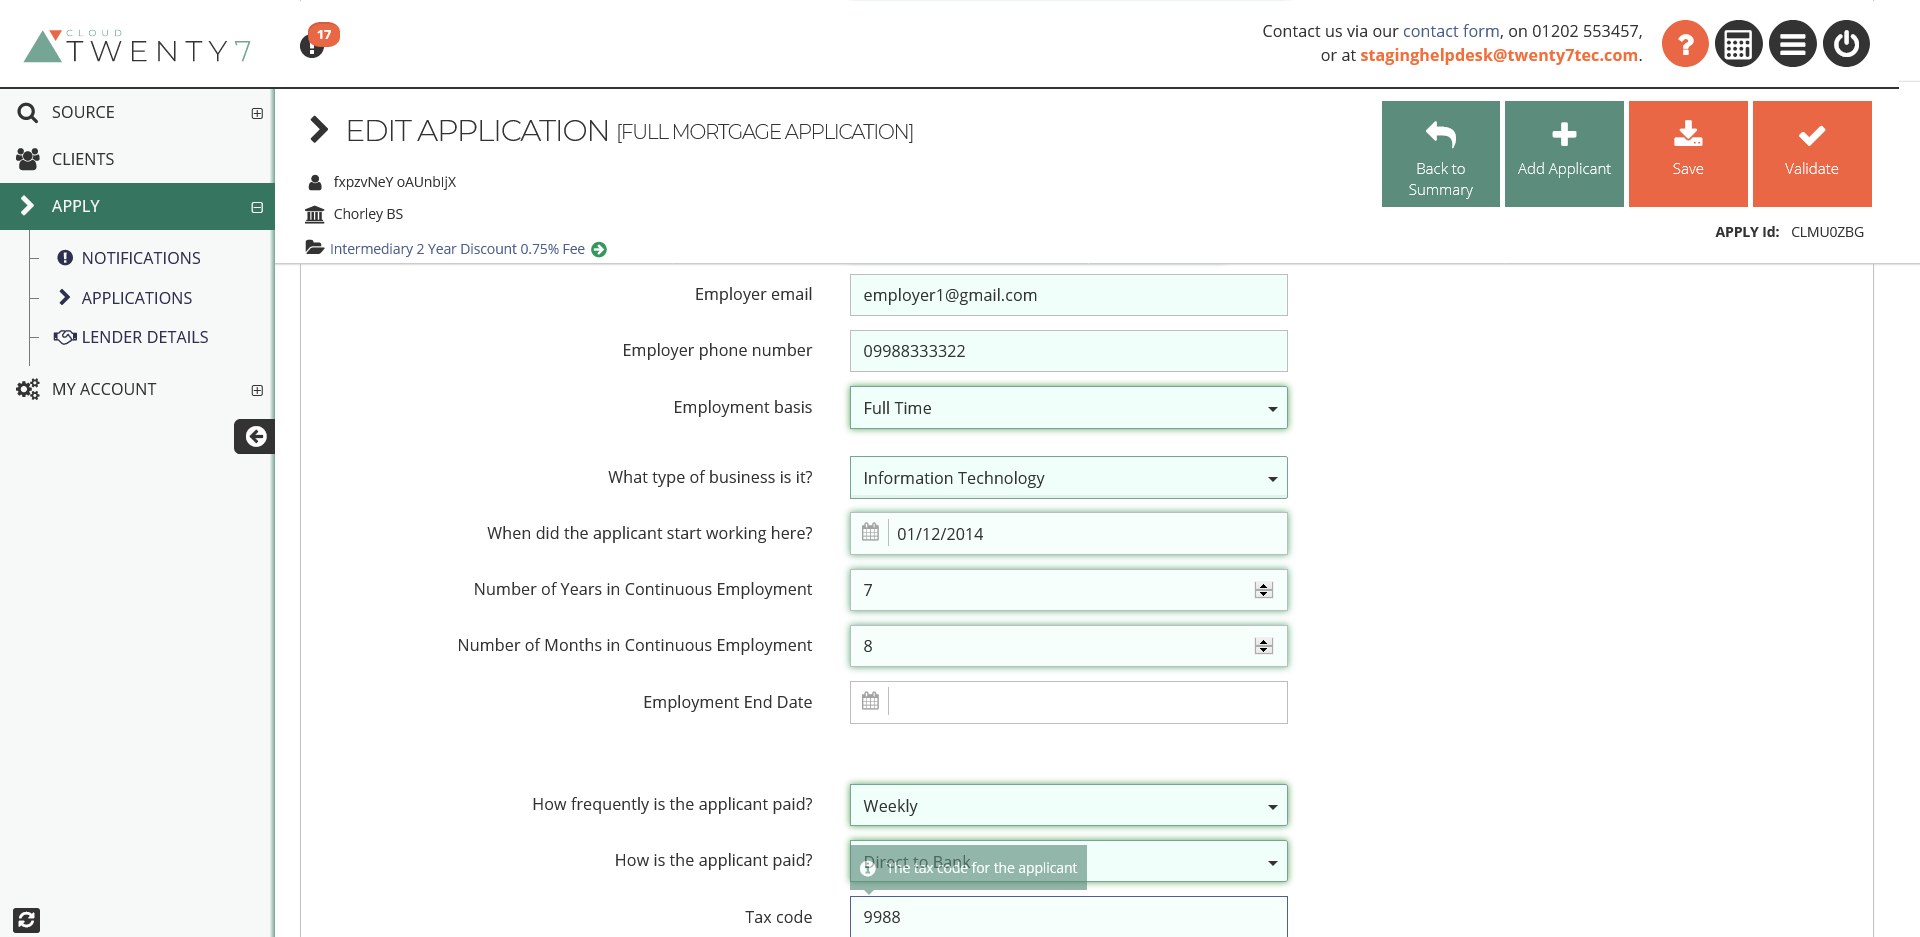 CLOUD
TWENTY7
17
Contact us via our contact form, on 01202 553457,
or at staginghelpdesk@twenty7tec.com.
SOURCE
CLIENTS
APPLY
NOTIFICATIONS
APPLICATIONS
LENDER DETAILS
MY ACCOUNT
EDIT APPLICATION [FULL MORTGAGE APPLICATION]
fxpzvNeY oAUnbIjX
Chorley BS
Intermediary 2 Year Discount 0.75% Fee
Back to
Summary
Add Applicant
Save
Validate
APPLY Id: CLMU0ZBG
Employer email employer1@gmail.com
Employer phone number 09988333322
Employment basis Full Time
What type of business is it? Information Technology
When did the applicant start working here? 01/12/2014
Number of Years in Continuous Employment 7
Number of Months in Continuous Employment 8
Employment End Date
How frequently is the applicant paid? Weekly
How is the applicant paid? Direct to Bank
The tax code for the applicant
Tax code 9988